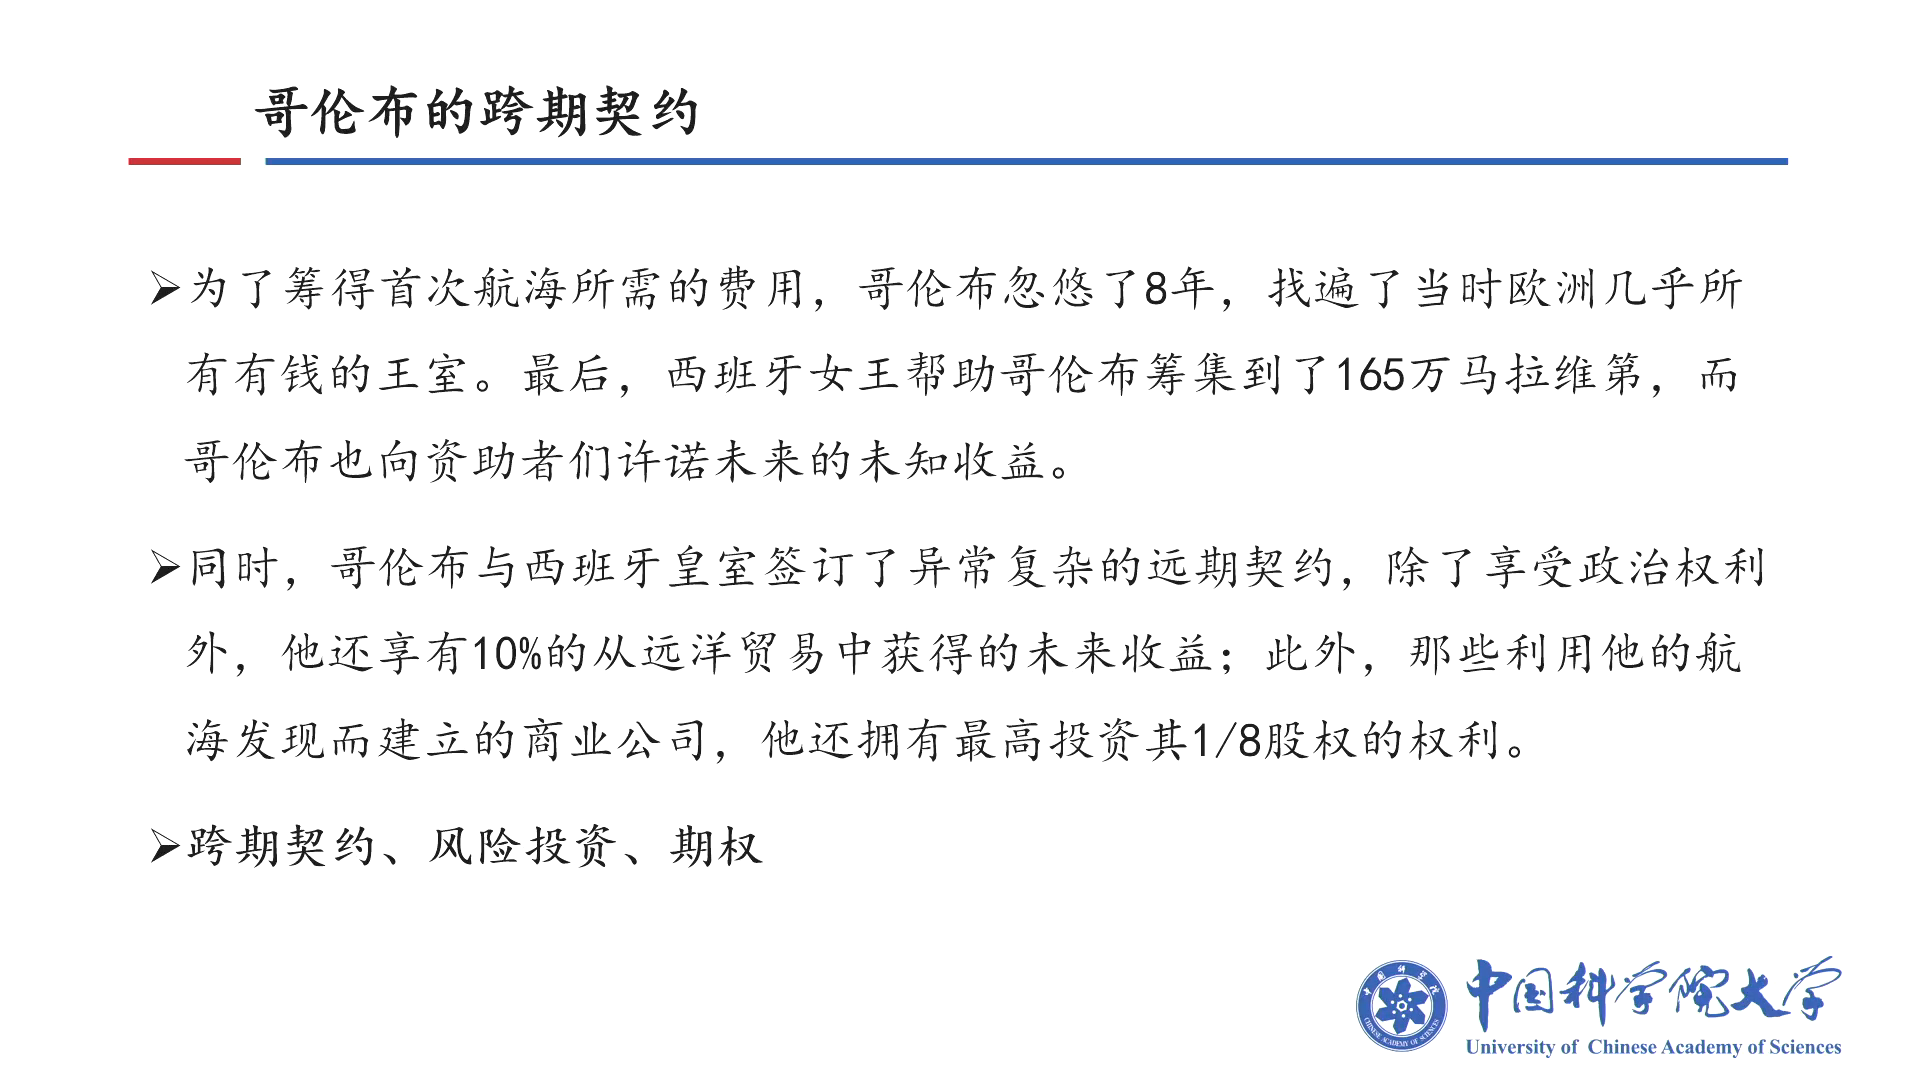 哥伦布的跨期契约
➢为了筹得首次航海所需的费用，哥伦布忽悠了8年，找遍了当时欧洲几乎所
有有钱的王室。最后，西班牙女王帮助哥伦布筹集到了165万马拉维第，而
哥伦布也向资助者们许诺未来的未知收益。
➢同时，哥伦布与西班牙皇室签订了异常复杂的远期契约，除了享受政治权利
外，他还享有10%的从远洋贸易中获得的未来收益；此外，那些利用他的航
海发现而建立的商业公司，他还拥有最高投资其1/8股权的权利。
➢跨期契约、风险投资、期权
中国科学院
CHINESE ACADEMY OF SCIENCES
中国科学院大学
University of Chinese Academy of Sciences